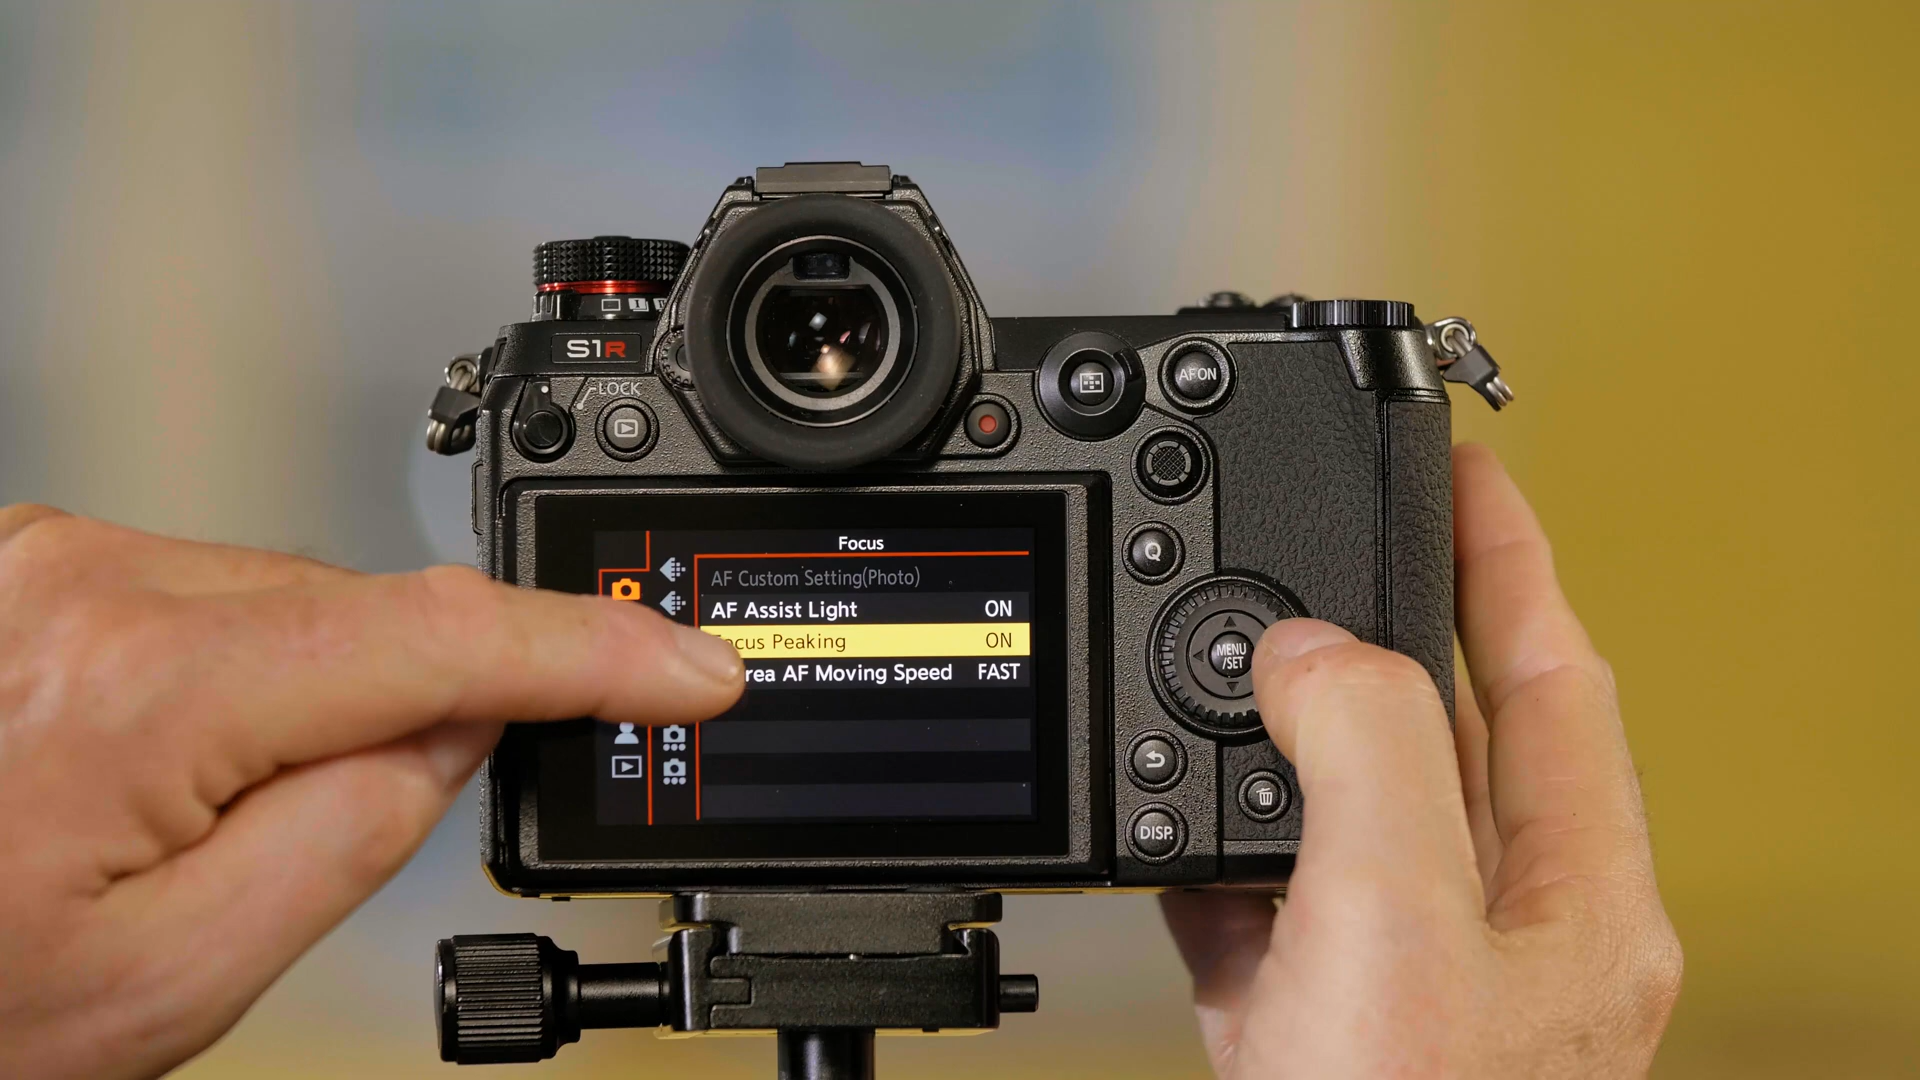 S1R
LOCK
AF ON
Q
MENU
/SET
DISP.
Focus
AF Custom Setting(Photo)
AF Assist Light ON
ocus Peaking ON
rea AF Moving Speed FAST